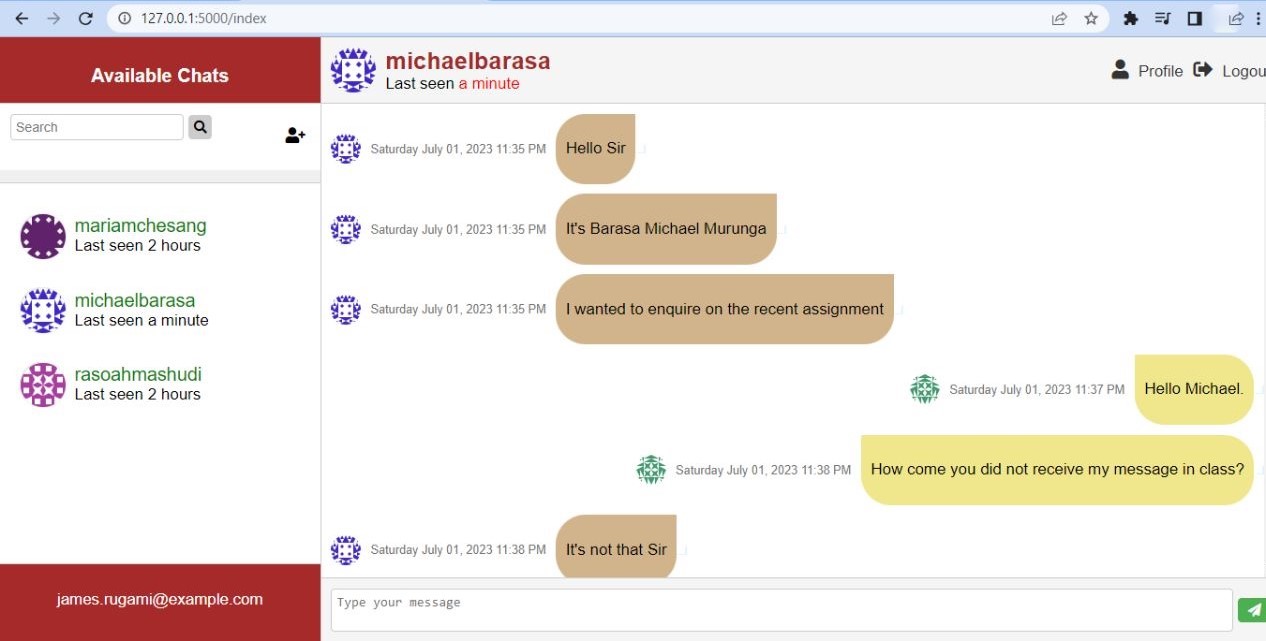 127.0.0.1:5000/index
Available Chats
Search
mariamchesang
Last seen 2 hours
michaelbarasa
Last seen a minute
rasoahmashudi
Last seen 2 hours
james.rugami@example.com
michaelbarasa
Last seen a minute
Profile
Logou
Saturday July 01, 2023 11:35 PM Hello Sir
Saturday July 01, 2023 11:35 PM It's Barasa Michael Murunga
Saturday July 01, 2023 11:35 PM I wanted to enquire on the recent assignment
Saturday July 01, 2023 11:37 PM Hello Michael.
Saturday July 01, 2023 11:38 PM How come you did not receive my message in class?
Saturday July 01, 2023 11:38 PM It's not that Sir
Type your message